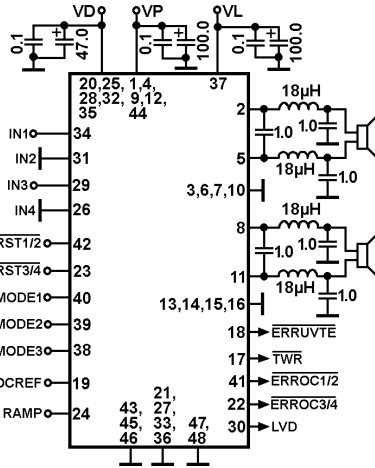 VD VP VL
0.1 + 47.0 0.1 + 100.0 0.1 + 100.0
20,25, 1,4, 37
28,32, 9,12,
35 44
18µH
2
1.0 1.0
IN1 34
IN2 31 5
18µH 1.0
IN3 29 3,6,7,10
IN4 26
18µH
8
RST1/2 42 1.0 1.0
RST3/4 23 11
18µH 1.0
MODE1 40 13,14,15,16
MODE2 39 18 ERRUVTE
MODE3 38 17 TWR
OCREF 19 41 ERROC1/2
21,
43, 27, 22 ERROC3/4
RAMP 24 45, 33, 47, 30 LVD
46 36 48